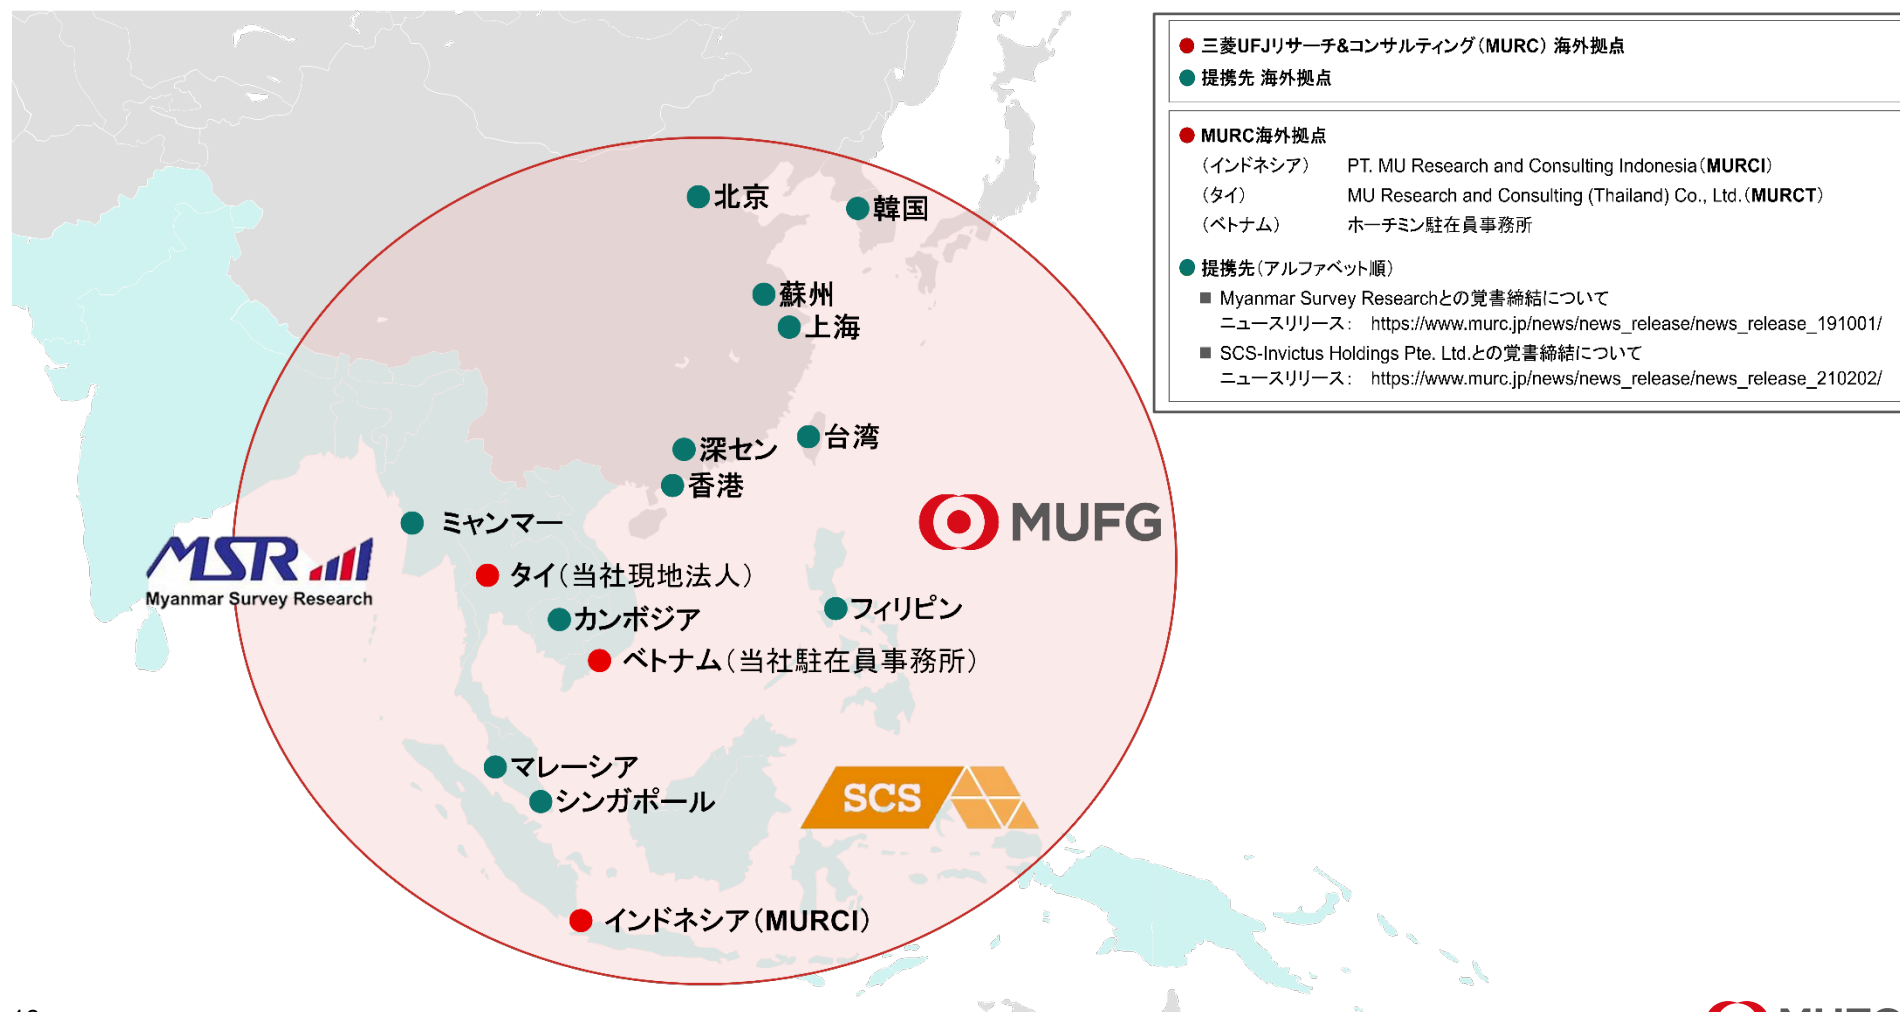 三菱UFJリサーチ&コンサルティング(MURC) 海外拠点
提携先 海外拠点
MURC海外拠点
(インドネシア) PT. MU Research and Consulting Indonesia(MURCI)
(タイ) MU Research and Consulting (Thailand) Co., Ltd.(MURCT)
(ベトナム) ホーチミン駐在員事務所
提携先(アルファベット順)
■ Myanmar Survey Researchとの覚書締結について
ニュースリリース: https://www.murc.jp/news/news_release/news_release_191001/
■ SCS-Invictus Holdings Pte. Ltd.との覚書締結について
ニュースリリース: https://www.murc.jp/news/news_release/news_release_210202/
北京
韓国
蘇州
上海
台湾
深セン
香港
MUFG
ミャンマー
MSR
Myanmar Survey Research
タイ(当社現地法人)
カンボジア
フィリピン
ベトナム(当社駐在員事務所)
マレーシア
シンガポール
SCS
インドネシア(MURCI)
MUFG